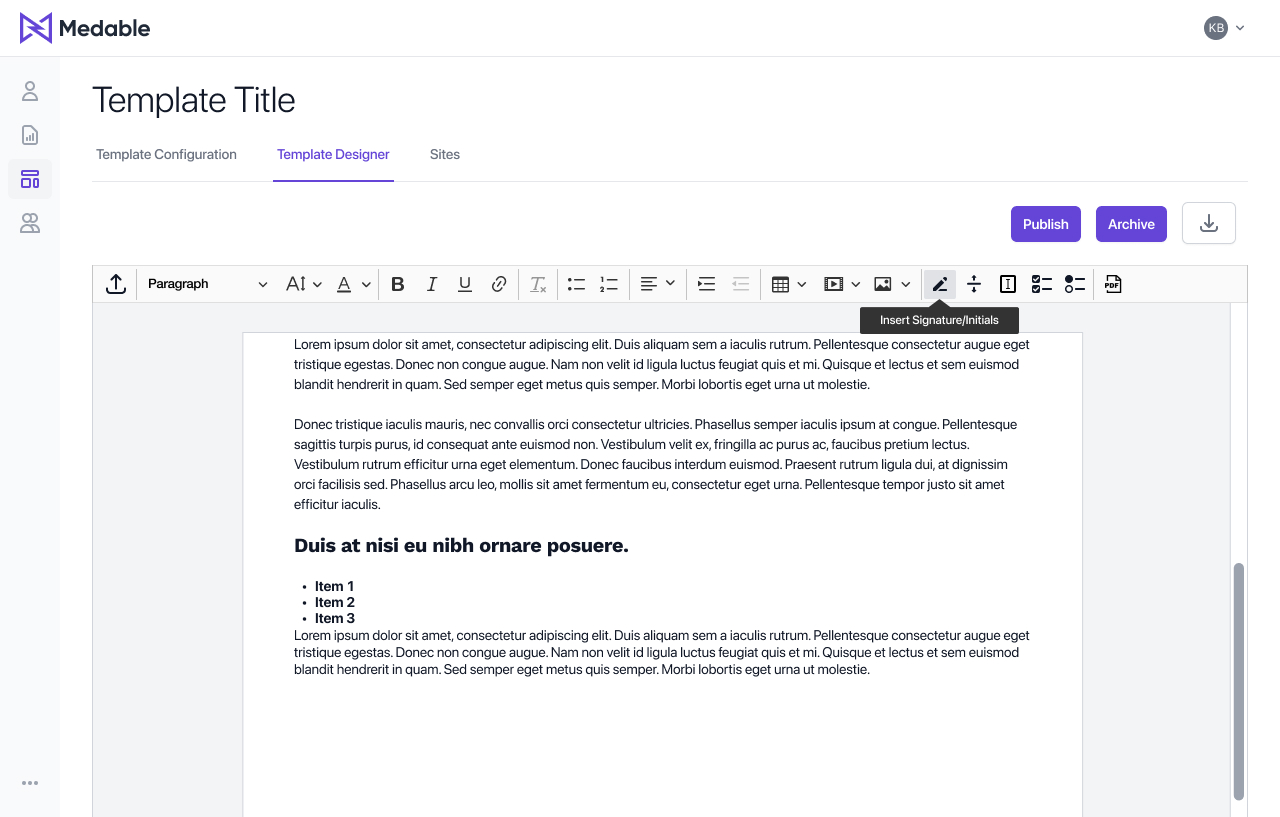 Medable
KB
Template Title
Template Configuration
Template Designer
Sites
Publish
Archive
Paragraph
A
A
B
I
U
T
x
1
2
I
PDF
Insert Signature/Initials
Lorem ipsum dolor sit amet, consectetur adipiscing elit. Duis aliquam sem a iaculis rutrum. Pellentesque consectetur augue eget
tristique egestas. Donec non congue augue. Nam non velit id ligula luctus feugiat quis et mi. Quisque et lectus et sem euismod
blandit hendrerit in quam. Sed semper eget metus quis semper. Morbi lobortis eget urna ut molestie.
Donec tristique iaculis mauris, nec convallis orci consectetur ultricies. Phasellus semper iaculis ipsum at congue. Pellentesque
sagittis turpis purus, id consequat ante euismod non. Vestibulum velit ex, fringilla ac purus ac, faucibus pretium lectus.
Vestibulum rutrum efficitur urna eget elementum. Donec faucibus interdum euismod. Praesent rutrum ligula dui, at dignissim
orci facilisis sed. Phasellus arcu leo, mollis sit amet fermentum eu, consectetur eget urna. Pellentesque tempor justo sit amet
efficitur iaculis.
Duis at nisi eu nibh ornare posuere.
• Item 1
• Item 2
• Item 3
Lorem ipsum dolor sit amet, consectetur adipiscing elit. Duis aliquam sem a iaculis rutrum. Pellentesque consectetur augue eget
tristique egestas. Donec non congue augue. Nam non velit id ligula luctus feugiat quis et mi. Quisque et lectus et sem euismod
blandit hendrerit in quam. Sed semper eget metus quis semper. Morbi lobortis eget urna ut molestie.